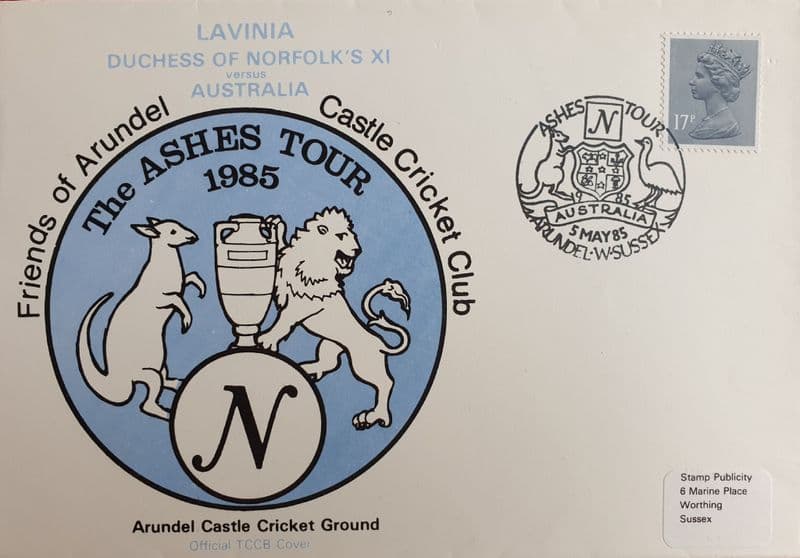 LAVINIA
DUCHESS OF NORFOLK'S XI
versus
AUSTRALIA
Friends of Arundel Castle Cricket Club
The ASHES TOUR
1985
N
Arundel Castle Cricket Ground
Official TCCB Cover
ASHES N TOUR
1985
AUSTRALIA
5 MAY 85
ARUNDEL·W·SUSSEX
17P
Stamp Publicity
6 Marine Place
Worthing
Sussex